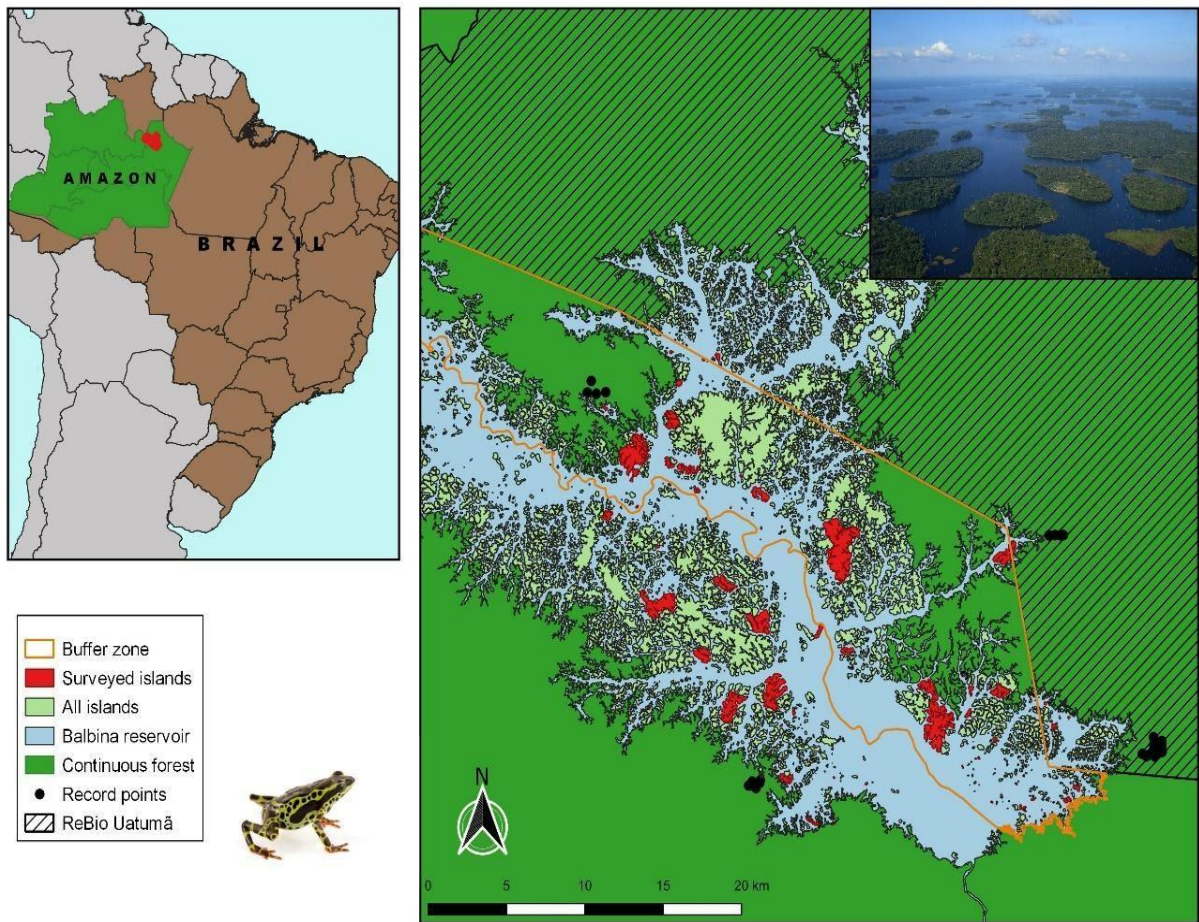 AMAZON
BRAZIL
Buffer zone
Surveyed islands
All islands
Balbina reservoir
Continuous forest
Record points
ReBio Uatumã
N
0 5 10 15 20 km